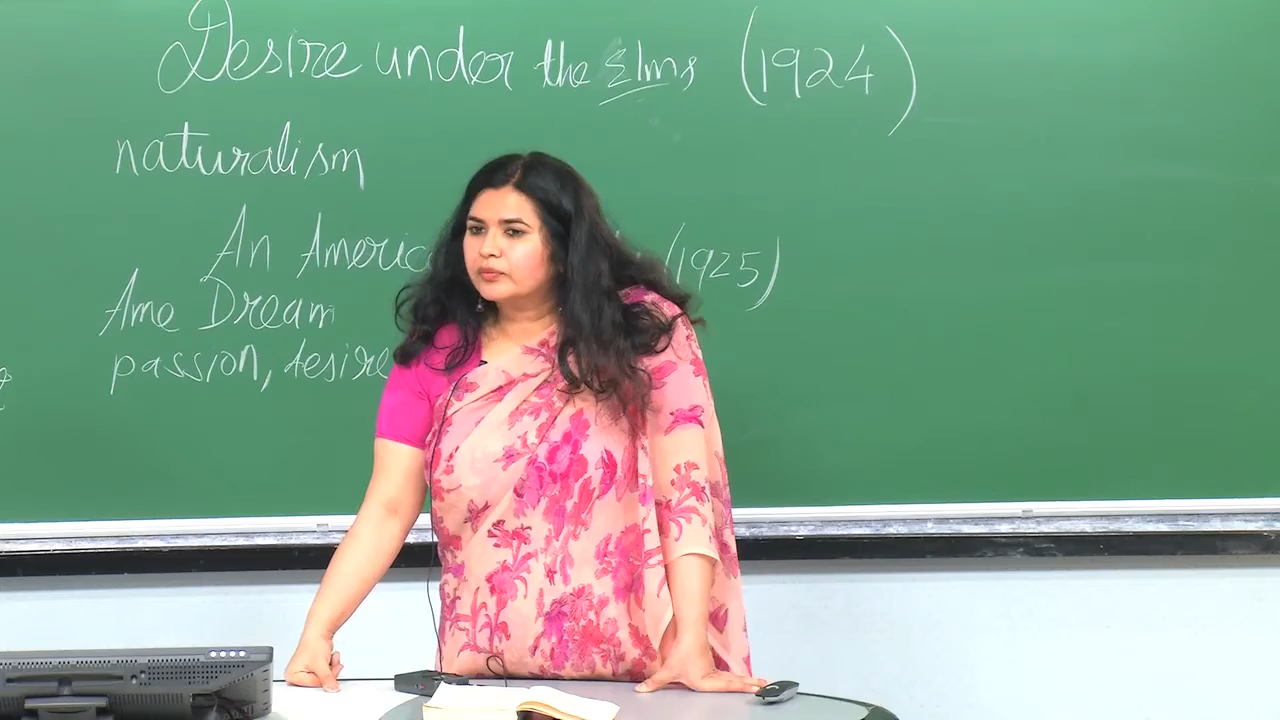 Desire under the Elms (1924)
naturalism
An Americ (1925)
Ame Dream
passion, desire